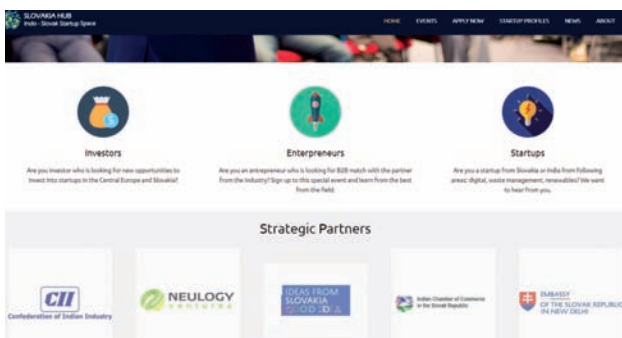 SLOVAKIA HUB
Indo - Slovak Startup Space
HOME EVENTS APPLY NOW STARTUP PROFILES NEWS ABOUT
Investors
Are you investor who is looking for new opportunities to
invest into startups in the Central Europe and Slovakia?
Enterpreneurs
Are you an entrepreneur who is looking for B2B match with the partner
from the industry? Sign up to this special event and learn from the best
from the field.
Startups
Are you a startup from Slovakia or India from following
areas: digital, waste management, renewables? We want
to hear from you.
Strategic Partners
CII
Confederation of Indian Industry
NEULOGY
ventures
IDEAS FROM
SLOVAKIA
GOOD IDEA
Indian Chamber of Commerce
in the Slovak Republic
EMBASSY
OF THE SLOVAK REPUBLIC
IN NEW DELHI